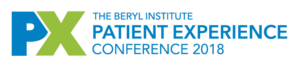 PX
THE BERYL INSTITUTE
PATIENT EXPERIENCE
CONFERENCE 2018